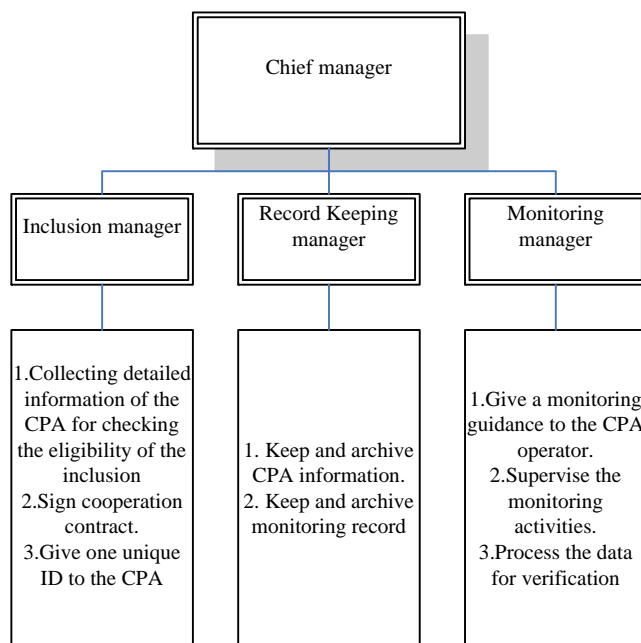 Chief manager
Inclusion manager
Record Keeping
manager
Monitoring
manager
1.Collecting detailed
information of the
CPA for checking
the eligibility of the
inclusion
2.Sign cooperation
contract.
3.Give one unique
ID to the CPA
1. Keep and archive
CPA information.
2. Keep and archive
monitoring record
1.Give a monitoring
guidance to the CPA
operator.
2.Supervise the
monitoring
activities.
3.Process the data
for verification